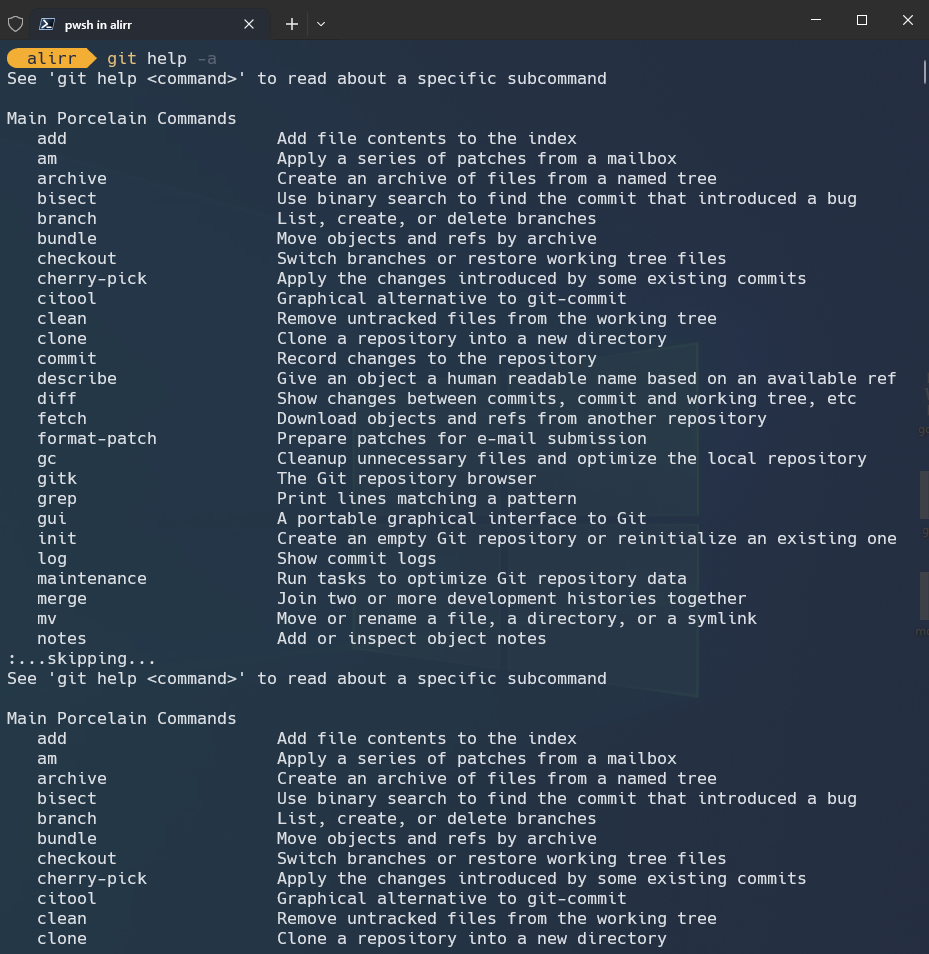 pwsh in alirr
alirr git help -a
See 'git help <command>' to read about a specific subcommand
Main Porcelain Commands
add Add file contents to the index
am Apply a series of patches from a mailbox
archive Create an archive of files from a named tree
bisect Use binary search to find the commit that introduced a bug
branch List, create, or delete branches
bundle Move objects and refs by archive
checkout Switch branches or restore working tree files
cherry-pick Apply the changes introduced by some existing commits
citool Graphical alternative to git-commit
clean Remove untracked files from the working tree
clone Clone a repository into a new directory
commit Record changes to the repository
describe Give an object a human readable name based on an available ref
diff Show changes between commits, commit and working tree, etc
fetch Download objects and refs from another repository
format-patch Prepare patches for e-mail submission
gc Cleanup unnecessary files and optimize the local repository
gitk The Git repository browser
grep Print lines matching a pattern
gui A portable graphical interface to Git
init Create an empty Git repository or reinitialize an existing one
log Show commit logs
maintenance Run tasks to optimize Git repository data
merge Join two or more development histories together
mv Move or rename a file, a directory, or a symlink
notes Add or inspect object notes
:...skipping...
See 'git help <command>' to read about a specific subcommand
Main Porcelain Commands
add Add file contents to the index
am Apply a series of patches from a mailbox
archive Create an archive of files from a named tree
bisect Use binary search to find the commit that introduced a bug
branch List, create, or delete branches
bundle Move objects and refs by archive
checkout Switch branches or restore working tree files
cherry-pick Apply the changes introduced by some existing commits
citool Graphical alternative to git-commit
clean Remove untracked files from the working tree
clone Clone a repository into a new directory